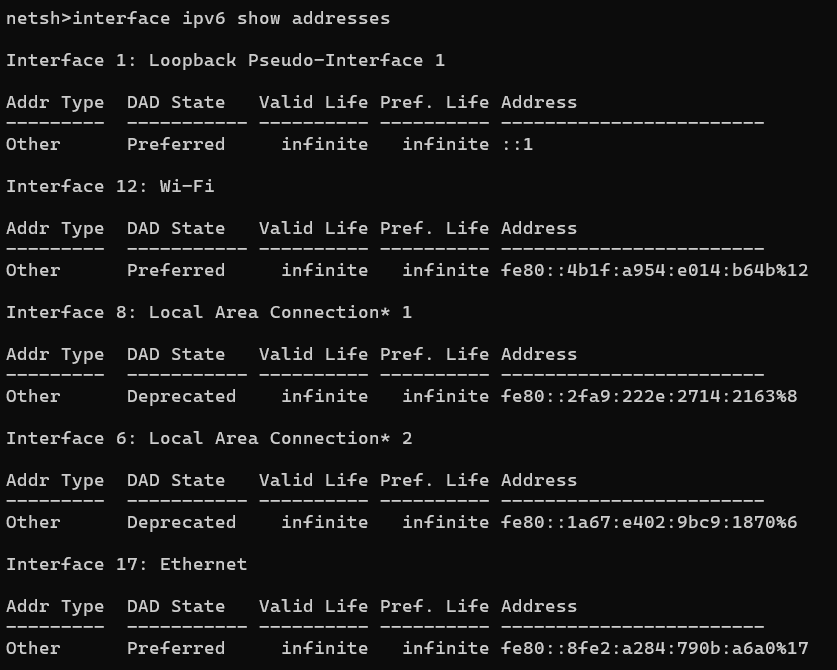 netsh>interface ipv6 show addresses
Interface 1: Loopback Pseudo-Interface 1
Addr Type  DAD State   Valid Life Pref. Life Address
---------  ----------- ---------- ---------- ------------------------
Other      Preferred     infinite   infinite ::1
Interface 12: Wi-Fi
Addr Type  DAD State   Valid Life Pref. Life Address
---------  ----------- ---------- ---------- ------------------------
Other      Preferred     infinite   infinite fe80::4b1f:a954:e014:b64b%12
Interface 8: Local Area Connection* 1
Addr Type  DAD State   Valid Life Pref. Life Address
---------  ----------- ---------- ---------- ------------------------
Other      Deprecated    infinite   infinite fe80::2fa9:222e:2714:2163%8
Interface 6: Local Area Connection* 2
Addr Type  DAD State   Valid Life Pref. Life Address
---------  ----------- ---------- ---------- ------------------------
Other      Deprecated    infinite   infinite fe80::1a67:e402:9bc9:1870%6
Interface 17: Ethernet
Addr Type  DAD State   Valid Life Pref. Life Address
---------  ----------- ---------- ---------- ------------------------
Other      Preferred     infinite   infinite fe80::8fe2:a284:790b:a6a0%17